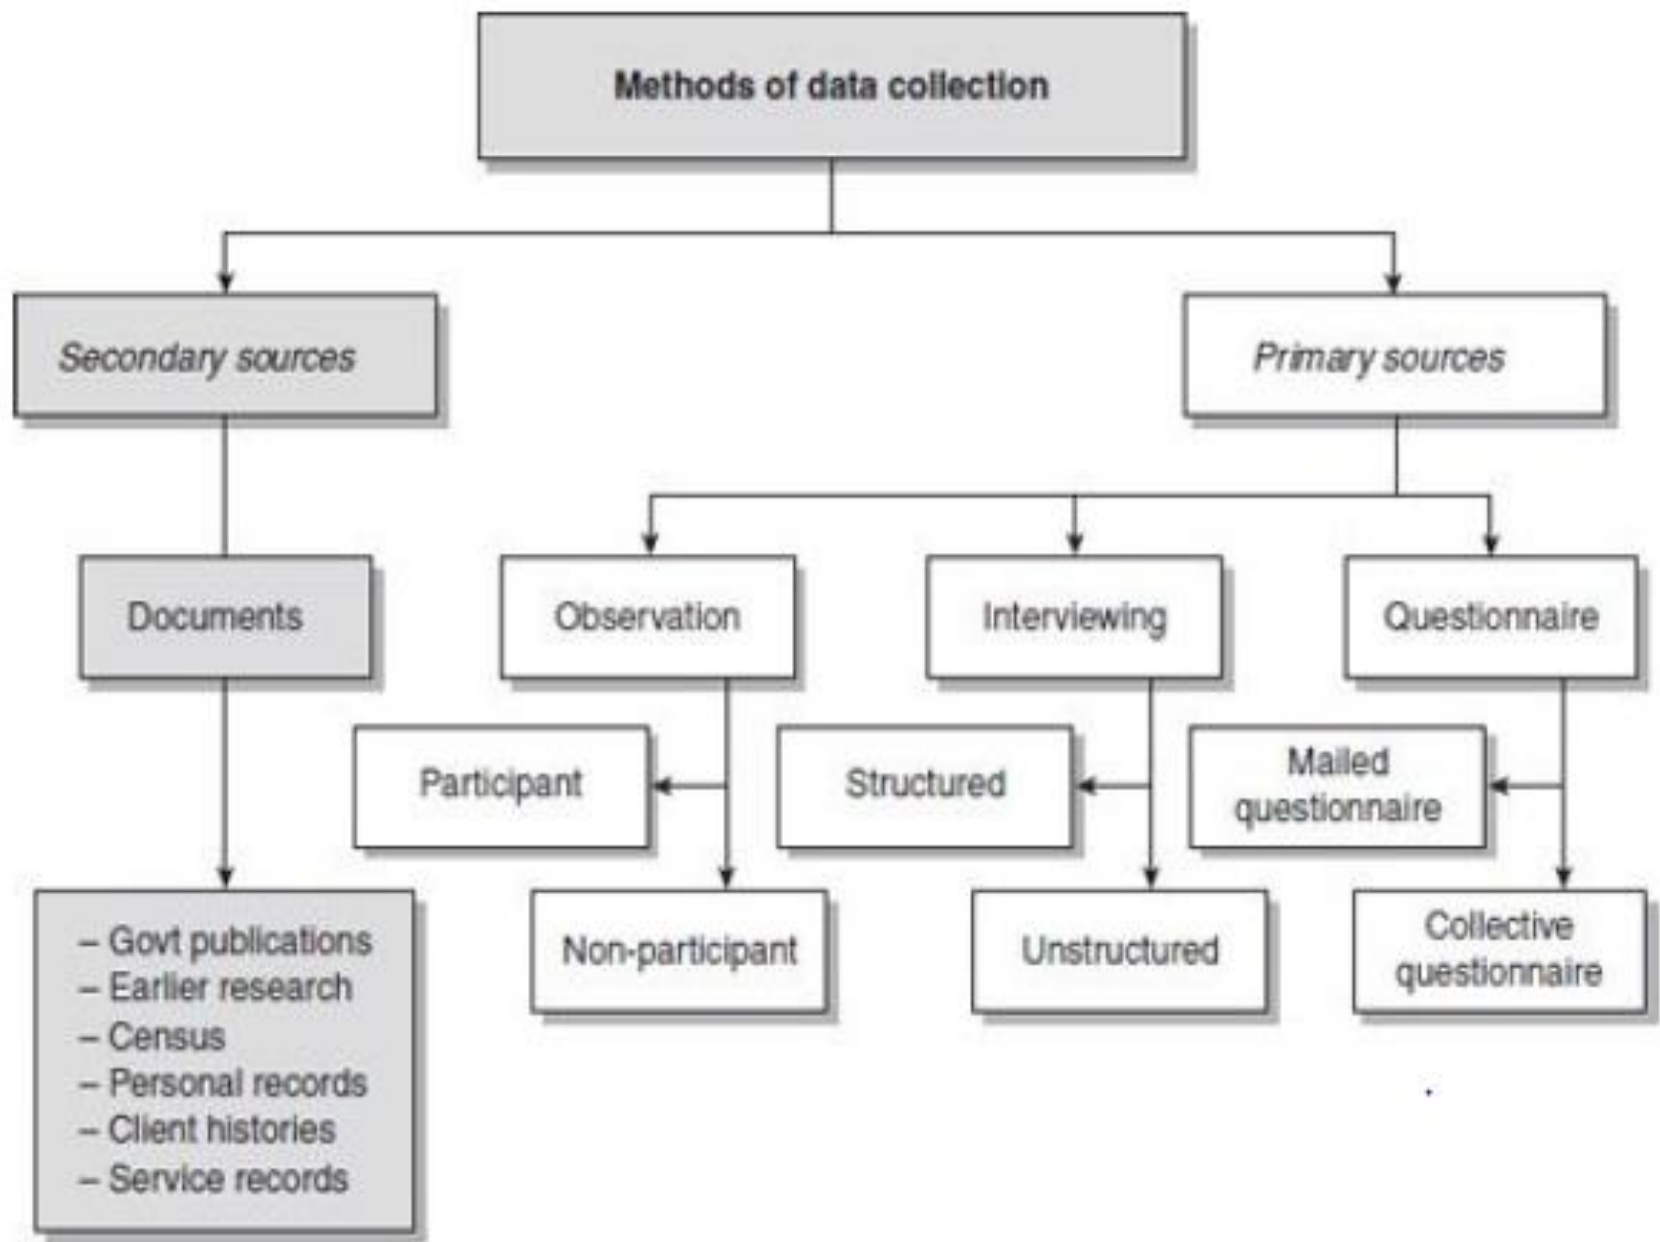 Methods of data collection
Secondary sources
Primary sources
Documents
Observation
Interviewing
Questionnaire
Participant
Structured
Mailed
questionnaire
– Govt publications
– Earlier research
– Census
– Personal records
– Client histories
– Service records
Non-participant
Unstructured
Collective
questionnaire